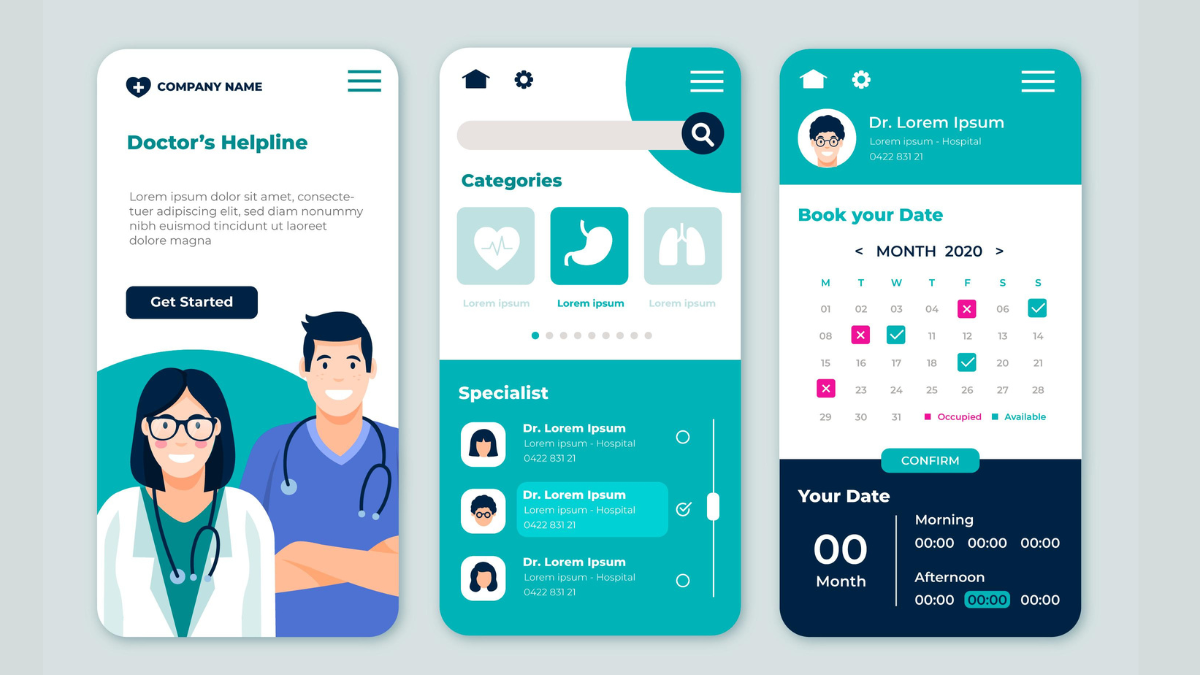 COMPANY NAME
Doctor's Helpline
Lorem ipsum dolor sit amet, consecte-
tuer adipiscing elit, sed diam nonummy
nibh euismod tincidunt ut laoreet
dolore magna
Get Started
Categories
Lorem ipsum
Lorem ipsum
Lorem ipsum
Specialist
Dr. Lorem Ipsum
Lorem ipsum - Hospital
0422 831 21
Dr. Lorem Ipsum
Lorem ipsum - Hospital
0422 831 21
Dr. Lorem Ipsum
Lorem ipsum - Hospital
0422 831 21
Dr. Lorem Ipsum
Lorem ipsum - Hospital
0422 831 21
Book your Date
< MONTH 2020 >
M T W T F S S
01 02 03 04 06
08 11 12 13 14
15 16 17 18 20 21
23 24 25 26 27 28
29 30 31 Occupied Available
CONFIRM
Your Date
00
Month
Morning
00:00 00:00 00:00
Afternoon
00:00 00:00 00:00